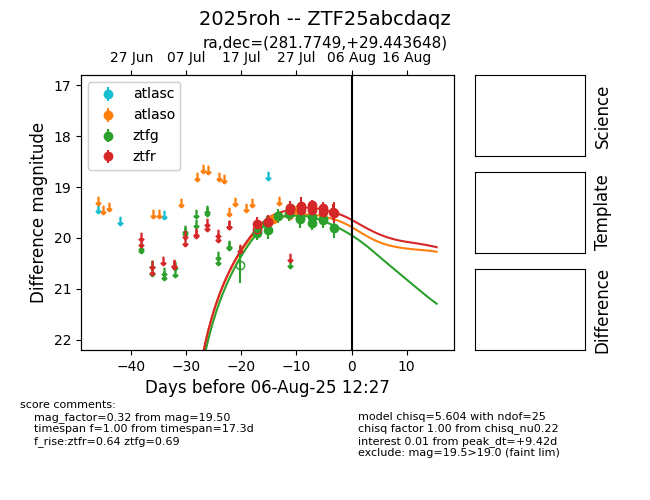 2025roh -- ZTF25abcdaqz
ra,dec=(281.7749,+29.443648)
27 Jun 07 Jul 17 Jul 27 Jul 06 Aug 16 Aug
atlasc
atlaso
ztfg
ztfr
17
18
19
20
21
22
Difference magnitude
−40 −30 −20 −10 0 10
Days before 06-Aug-25 12:27
Science
Template
Difference
score comments:
mag_factor=0.32 from mag=19.50
timespan f=1.00 from timespan=17.3d
f_rise:ztfr=0.64 ztfg=0.69
model chisq=5.604 with ndof=25
chisq factor 1.00 from chisq_nu0.22
interest 0.01 from peak_dt=+9.42d
exclude: mag=19.5>19.0 (faint lim)